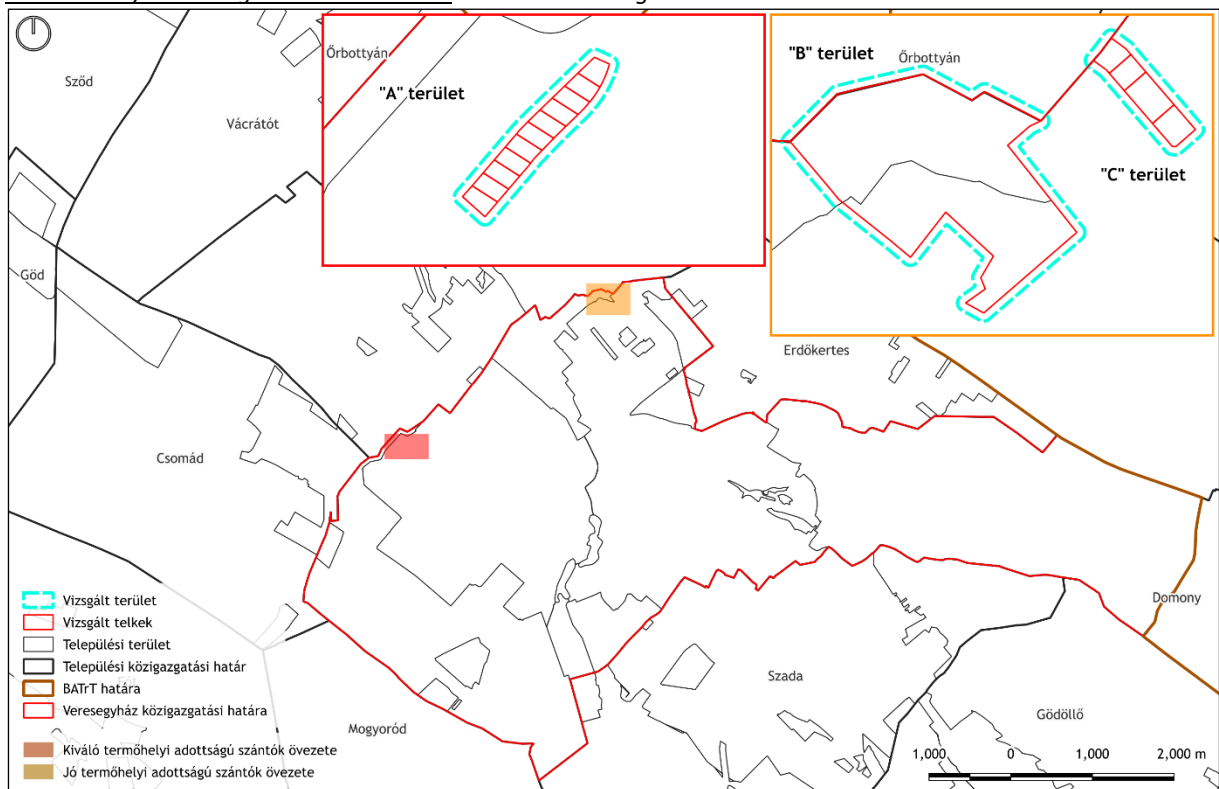 Őrbottyán
"A" terület
"B" terület
Őrbottyán
"C" terület
Sződ
Vácrátót
Göd
Erdőkertes
Csomád
Domony
Szada
Gödöllő
Mogyoród
Fót
Vizsgált terület
Vizsgált telkek
Települési terület
Települési közigazgatási határ
BATrT határa
Veresegyház közigazgatási határa
Kiváló termőhelyi adottságú szántók övezete
Jó termőhelyi adottságú szántók övezete
1,000 0 1,000 2,000 m